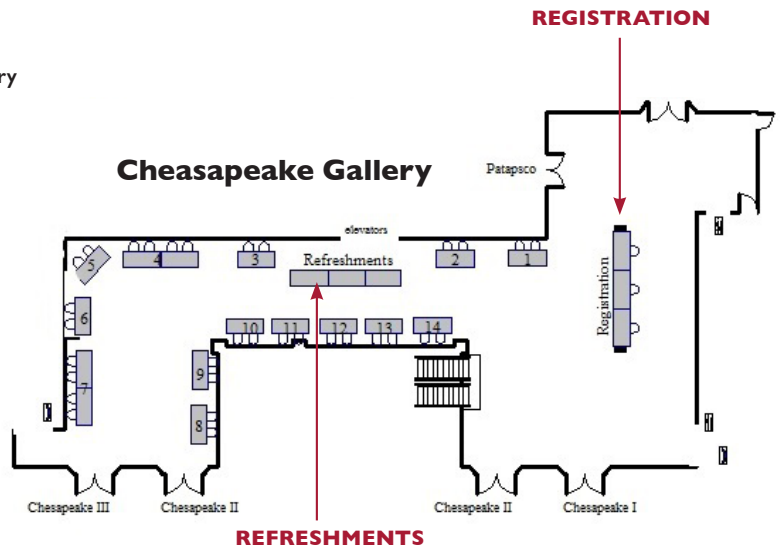 REGISTRATION
ry
Cheasapeake Gallery
Patapsco
elevators
5
4
3
Refreshments
2
1
6
Registration
10
11
12
13
14
7
9
8
Chesapeake III
Chesapeake II
Chesapeake II
Chesapeake I
REFRESHMENTS